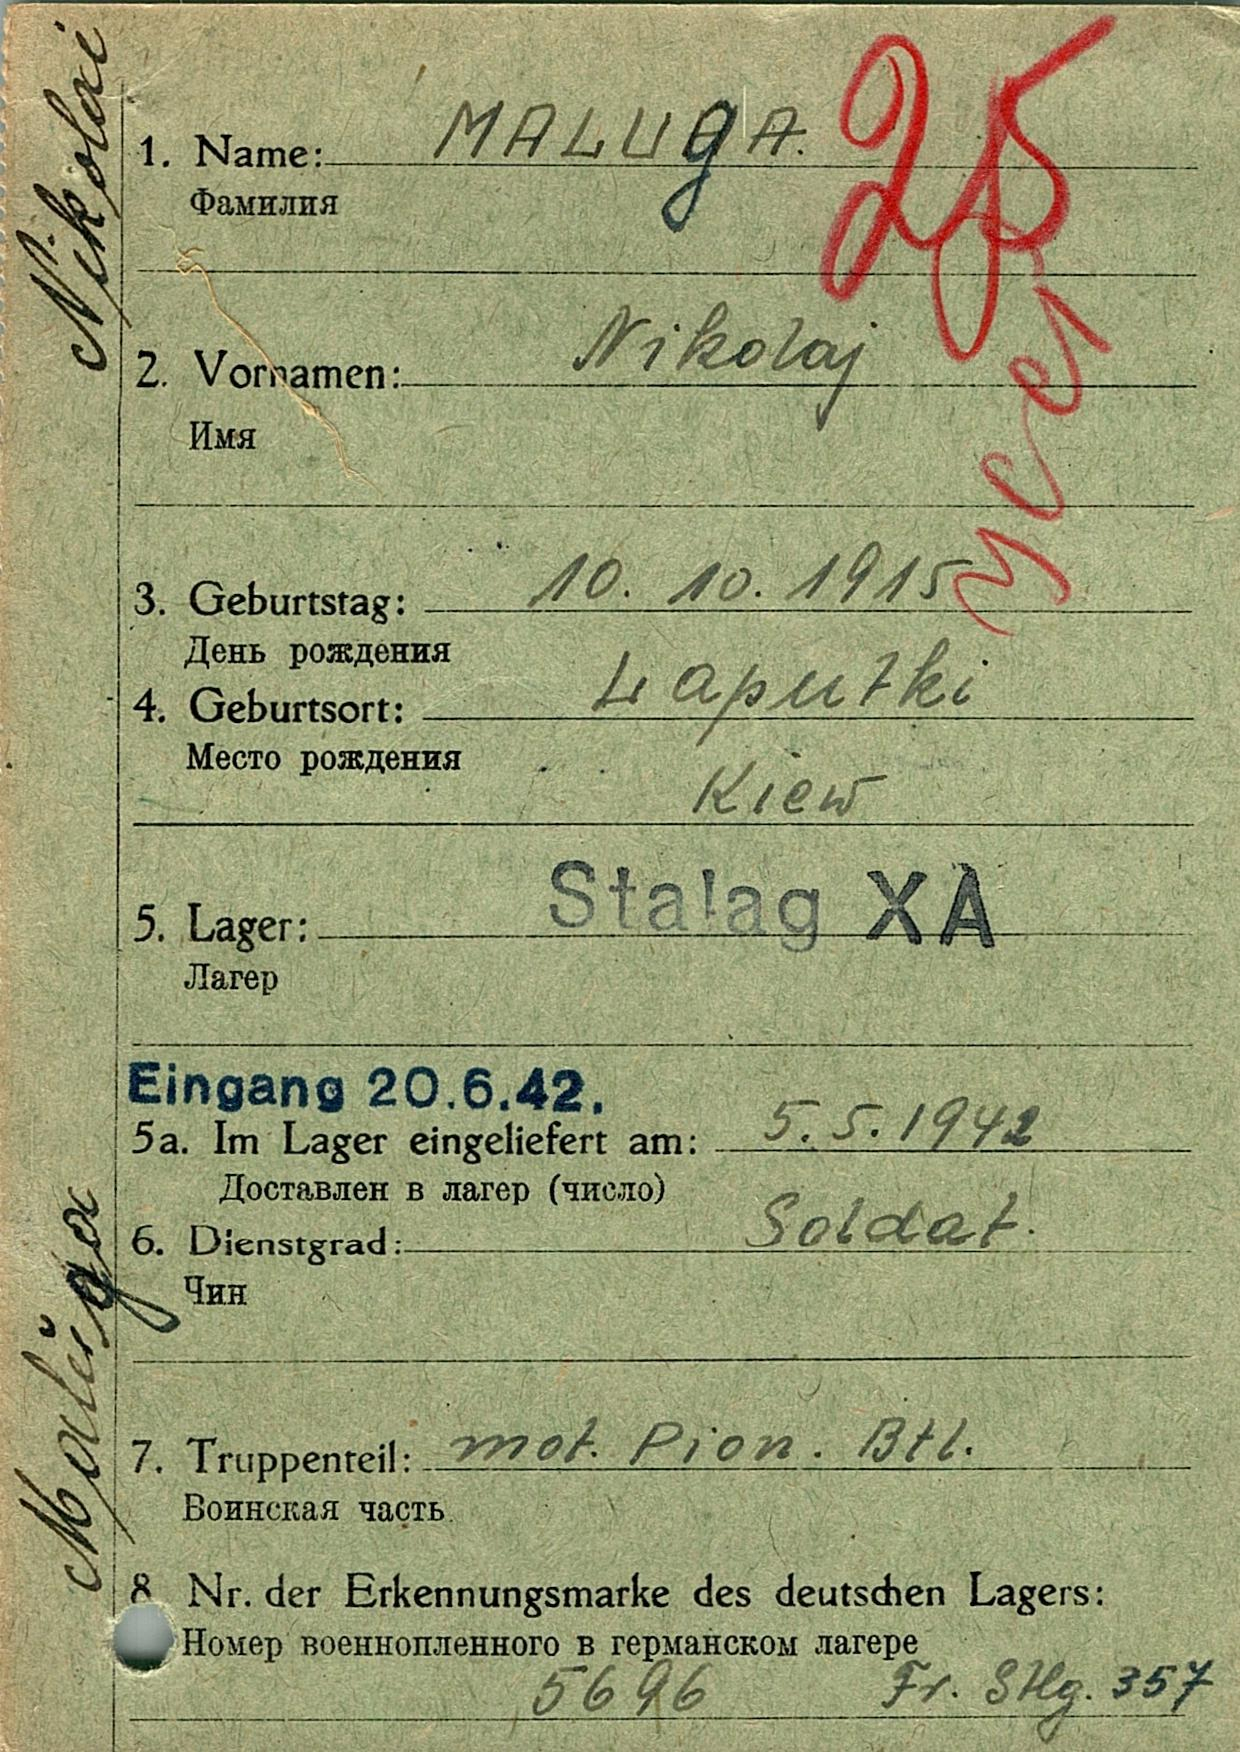 Nikolai
25
1. Name: MALUgA.
Фамилия
2. Vornamen: Nikolaj
Имя
3. Geburtstag: 10. 10. 1915
День рождения
4. Geburtsort: Laputki
Место рождения
Kiew
5. Lager: Stalag XA
Лагер
Eingang 20.6.42.
5a. Im Lager eingeliefert am: 5.5.1942
Доставлен в лагер (число)
6. Dienstgrad: Soldat.
Чин
Maluga
7. Truppenteil: mot. Pion. Btl.
Воинская часть
8 Nr. der Erkennungsmarke des deutschen Lagers:
Номер военнопленного в германском лагере
5696 Fr. Stlg. 357